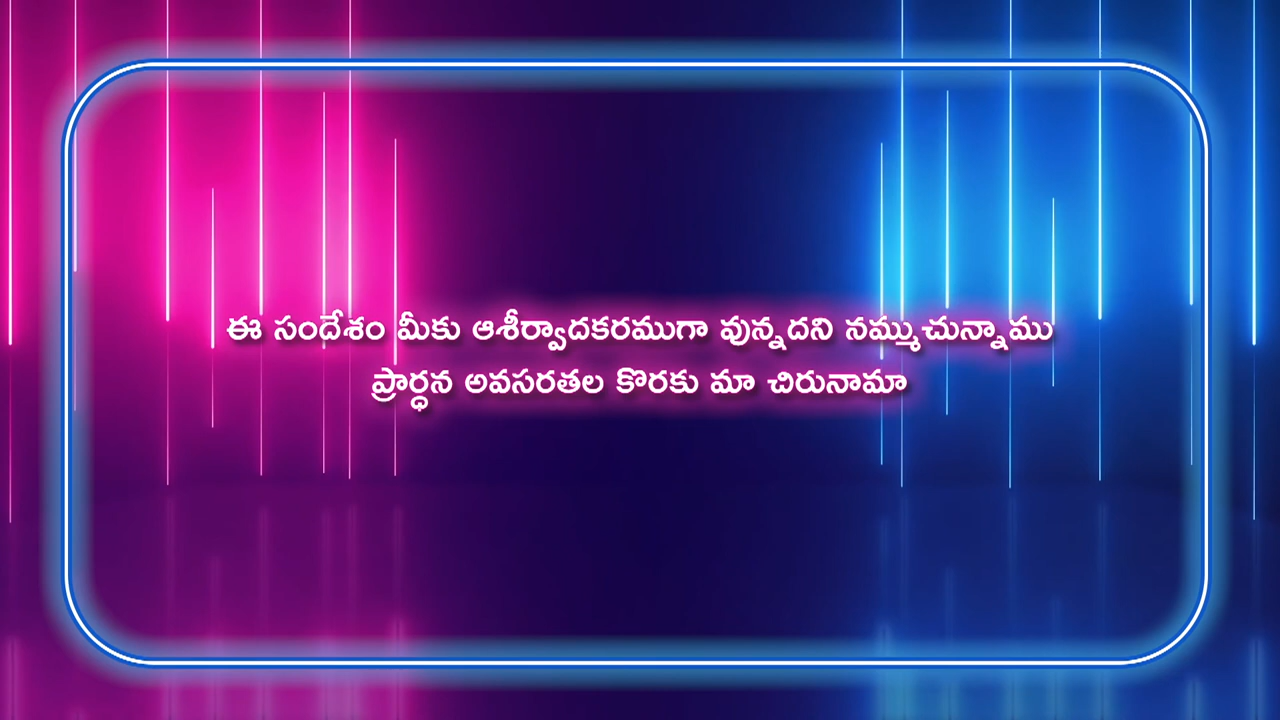 ఈ సందేశం మీకు ఆశీర్వాదకరముగా వున్నదని నమ్ముచున్నాము
ప్రార్ధన అవసరతల కొరకు మా చిరునామా